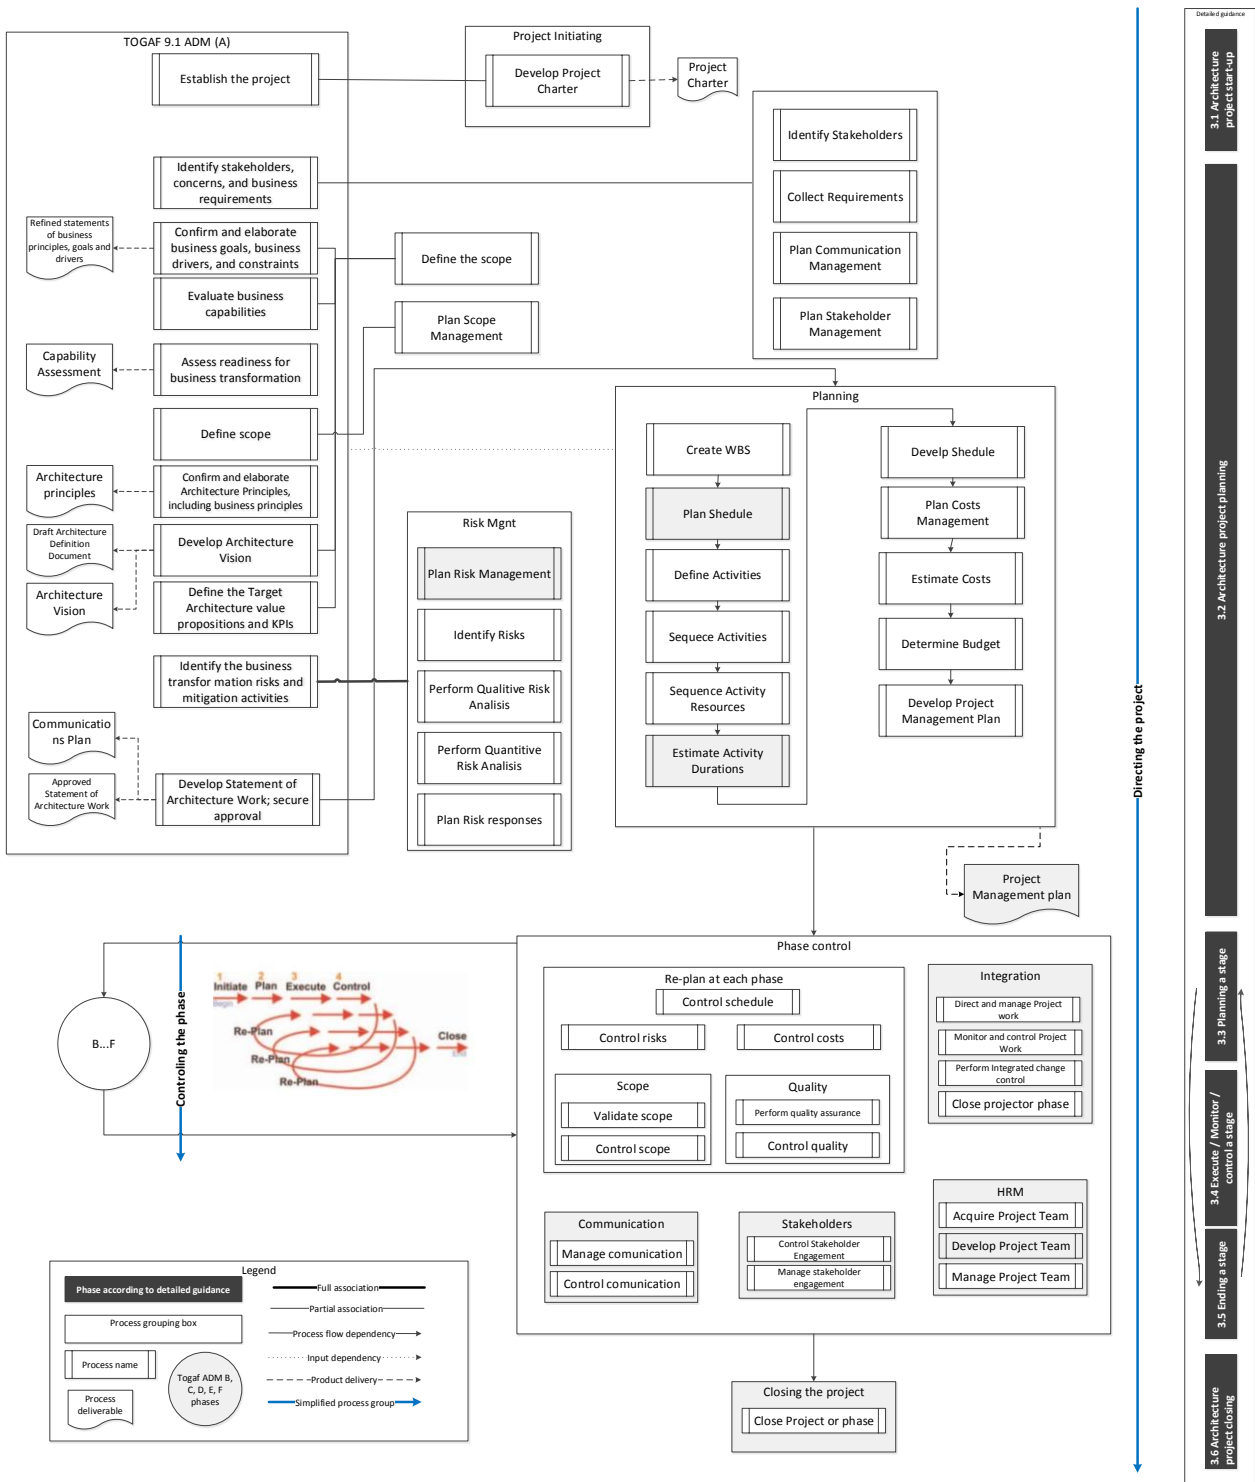 Detailed guidance
3.1 Architecture
project start-up
3.2 Architecture project planning
3.3 Planning a stage
3.4 Execute / Monitor /
control a stage
3.5 Ending a stage
3.6 Architecture
project closing
Directing the project
TOGAF 9.1 ADM (A)
Establish the project
Identify stakeholders,
concerns, and business
requirements
Refined statements
of business
principles, goals and
drivers
Confirm and elaborate
business goals, business
drivers, and constraints
Evaluate business
capabilities
Capability
Assessment
Assess readiness for
business transformation
Define scope
Architecture
principles
Confirm and elaborate
Architecture Principles,
including business principles
Draft Architecture
Definition
Document
Develop Architecture
Vision
Architecture
Vision
Define the Target
Architecture value
propositions and KPIs
Identify the business
transfor mation risks and
mitigation activities
Communicatio
ns Plan
Approved
Statement of
Architecture Work
Develop Statement of
Architecture Work; secure
approval
Project Initiating
Develop Project
Charter
Project
Charter
Identify Stakeholders
Collect Requirements
Plan Communication
Management
Plan Stakeholder
Management
Define the scope
Plan Scope
Management
Risk Mgnt
Plan Risk Management
Identify Risks
Perform Qualitive Risk
Analisis
Perform Quantitive
Risk Analisis
Plan Risk responses
Planning
Create WBS
Plan Shedule
Define Activities
Sequece Activities
Sequence Activity
Resources
Estimate Activity
Durations
Develp Shedule
Plan Costs
Management
Estimate Costs
Determine Budget
Develop Project
Management Plan
Project
Management plan
B...F
Controling the phase
1 2 3 4
Initiate Plan Execute Control
Begin
Re-Plan
Re-Plan
Re-Plan
Close
End
Phase control
Re-plan at each phase
Control schedule
Control risks
Control costs
Scope
Validate scope
Control scope
Quality
Perform quality assurance
Control quality
Integration
Direct and manage Project
work
Monitor and control Project
Work
Perform Integrated change
control
Close projector phase
Communication
Manage comunication
Control comunication
Stakeholders
Control Stakeholder
Engagement
Manage stakeholder
engagement
HRM
Acquire Project Team
Develop Project Team
Manage Project Team
Closing the project
Close Project or phase
Legend
Phase according to detailed guidance
Process grouping box
Process name
Process
deliverable
Togaf ADM B,
C, D, E, F
phases
Full association
Partial association
Process flow dependency
Input dependency
Product delivery
Simplified process group